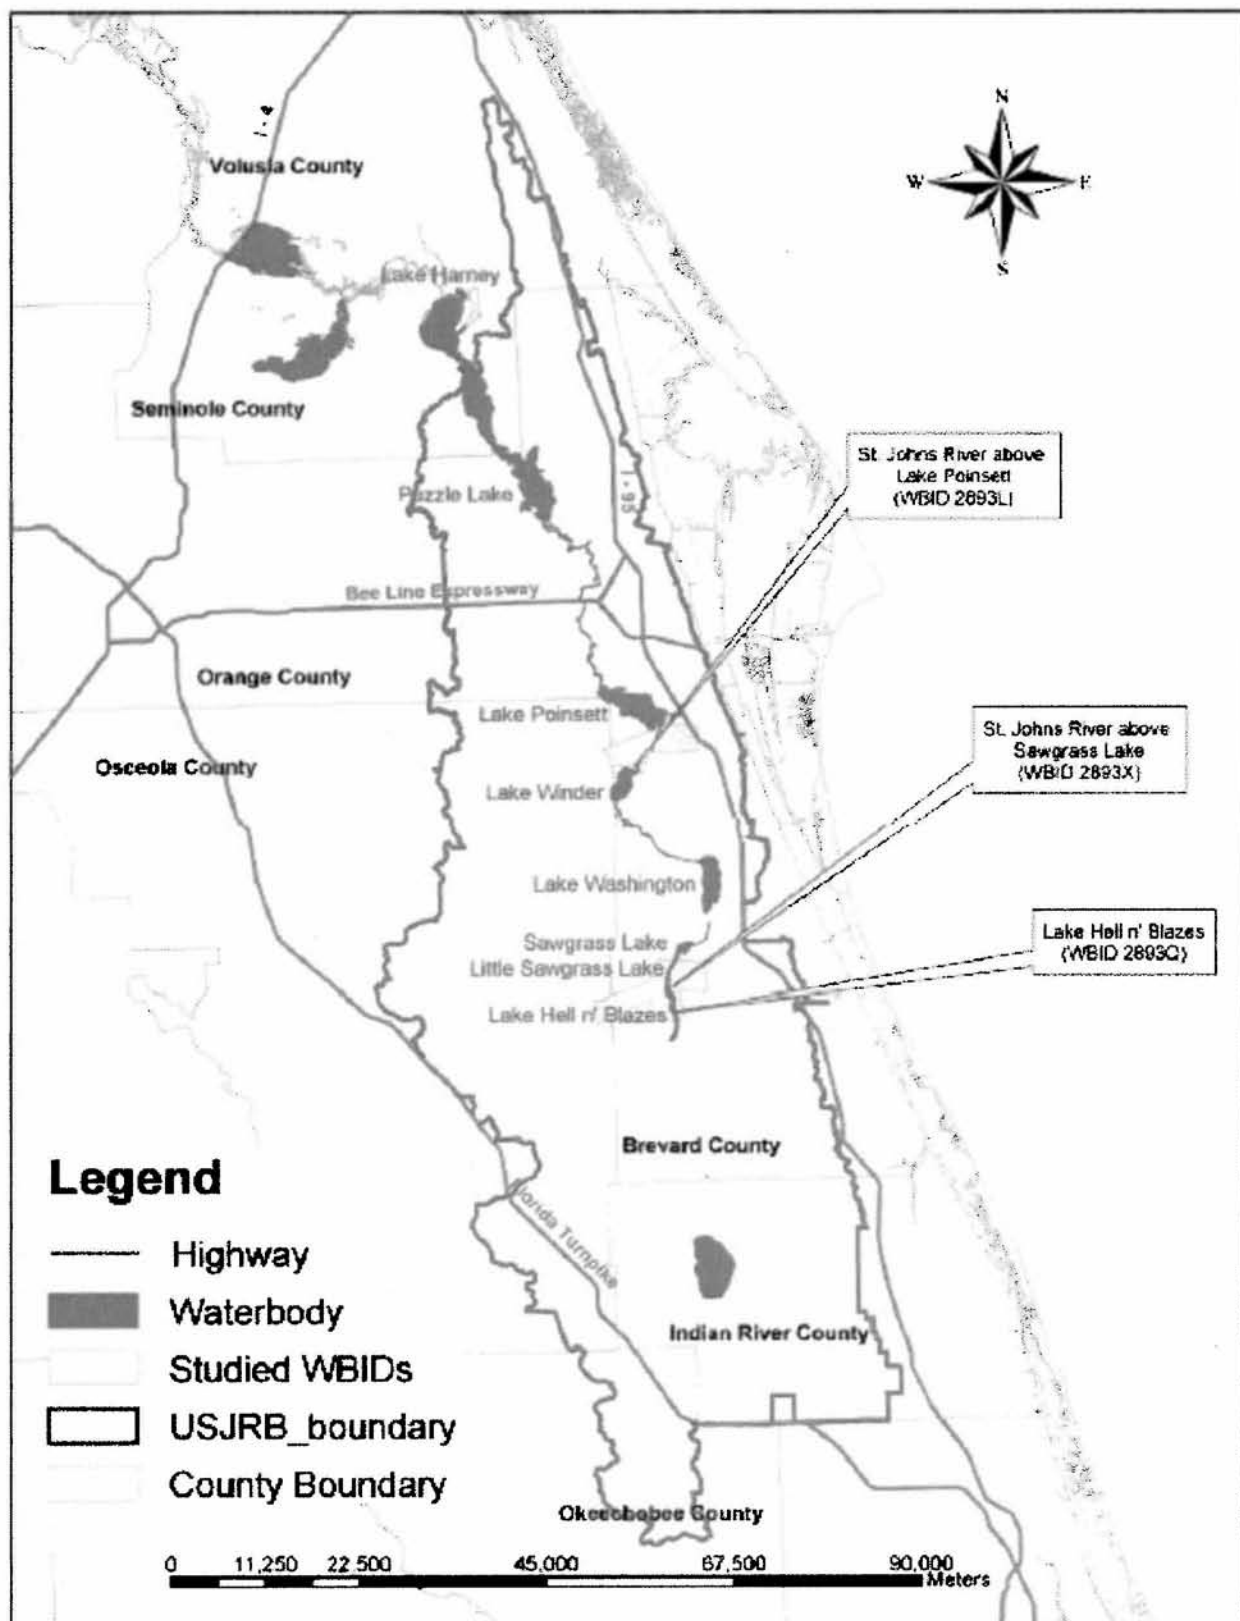 N
W
E
S
I-4
Volusia County
Lake Harney
Seminole County
St. Johns River above
Lake Poinsett
(WBID 2893L)
Puzzle Lake
I-95
Bee Line Expressway
Orange County
Lake Poinsett
St. Johns River above
Sawgrass Lake
(WBID 2893X)
Osceola County
Lake Winder
Lake Washington
Lake Hell n' Blazes
(WBID 2893Q)
Sawgrass Lake
Little Sawgrass Lake
Lake Hell n' Blazes
Brevard County
Legend
Florida Turnpike
Highway
Waterbody
Indian River County
Studied WBIDs
USJRB_boundary
County Boundary
Okeechobee County
0 11,250 22,500 45,000 67,500 90,000
Meters